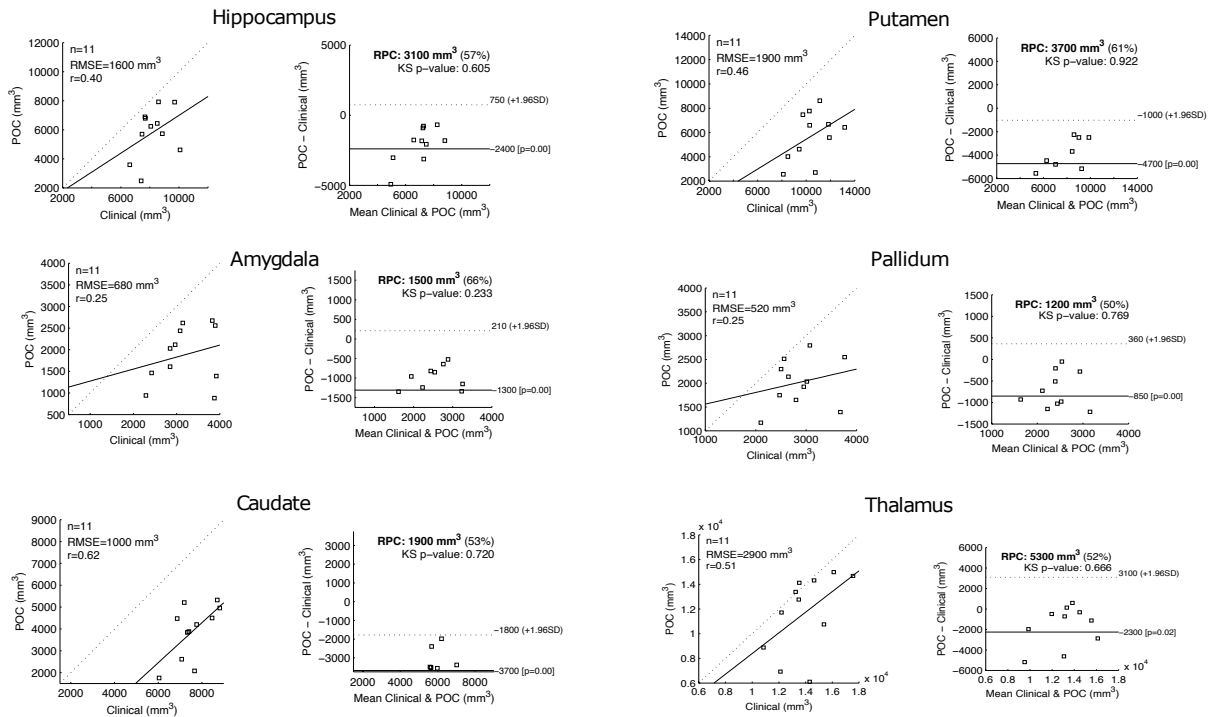 Hippocampus
12000
10000
8000
6000
4000
2000
POC (mm3)
n=11
RMSE=1600 mm3
r=0.40
2000 6000 10000
Clinical (mm3)
5000
0
−5000
POC − Clinical (mm3)
RPC: 3100 mm3 (57%)
KS p-value: 0.605
750 (+1.96SD)
−2400 [p=0.00]
2000 6000 10000
Mean Clinical & POC (mm3)
Putamen
14000
12000
10000
8000
6000
4000
2000
POC (mm3)
n=11
RMSE=1900 mm3
r=0.46
2000 6000 10000 14000
Clinical (mm3)
6000
4000
2000
0
−2000
−4000
−6000
POC − Clinical (mm3)
RPC: 3700 mm3 (61%)
KS p-value: 0.922
−1000 (+1.96SD)
−4700 [p=0.00]
2000 6000 10000 14000
Mean Clinical & POC (mm3)
Amygdala
4000
3500
3000
2500
2000
1500
1000
500
POC (mm3)
n=11
RMSE=680 mm3
r=0.25
1000 2000 3000 4000
Clinical (mm3)
1500
1000
500
0
−500
−1000
−1500
POC − Clinical (mm3)
RPC: 1500 mm3 (66%)
KS p-value: 0.233
210 (+1.96SD)
−1300 [p=0.00]
1000 2000 3000 4000
Mean Clinical & POC (mm3)
Pallidum
4000
3500
3000
2500
2000
1500
1000
POC (mm3)
n=11
RMSE=520 mm3
r=0.25
1000 2000 3000 4000
Clinical (mm3)
1500
1000
500
0
−500
−1000
−1500
POC − Clinical (mm3)
RPC: 1200 mm3 (50%)
KS p-value: 0.769
360 (+1.96SD)
−850 [p=0.00]
1000 2000 3000 4000
Mean Clinical & POC (mm3)
Caudate
9000
8000
7000
6000
5000
4000
3000
2000
POC (mm3)
n=11
RMSE=1000 mm3
r=0.62
2000 4000 6000 8000
Clinical (mm3)
3000
2000
1000
0
−1000
−2000
−3000
POC − Clinical (mm3)
RPC: 1900 mm3 (53%)
KS p-value: 0.720
−1800 (+1.96SD)
−3700 [p=0.00]
2000 4000 6000 8000
Mean Clinical & POC (mm3)
Thalamus
x 10^4
1.8
1.6
1.4
1.2
1
0.8
0.6
POC (mm3)
n=11
RMSE=2900 mm3
r=0.51
0.6 0.8 1 1.2 1.4 1.6 1.8
x 10^4
Clinical (mm3)
6000
4000
2000
0
−2000
−4000
−6000
POC − Clinical (mm3)
RPC: 5300 mm3 (52%)
KS p-value: 0.666
3100 (+1.96SD)
−2300 [p=0.02]
x 10^4
0.6 0.8 1 1.2 1.4 1.6 1.8
Mean Clinical & POC (mm3)